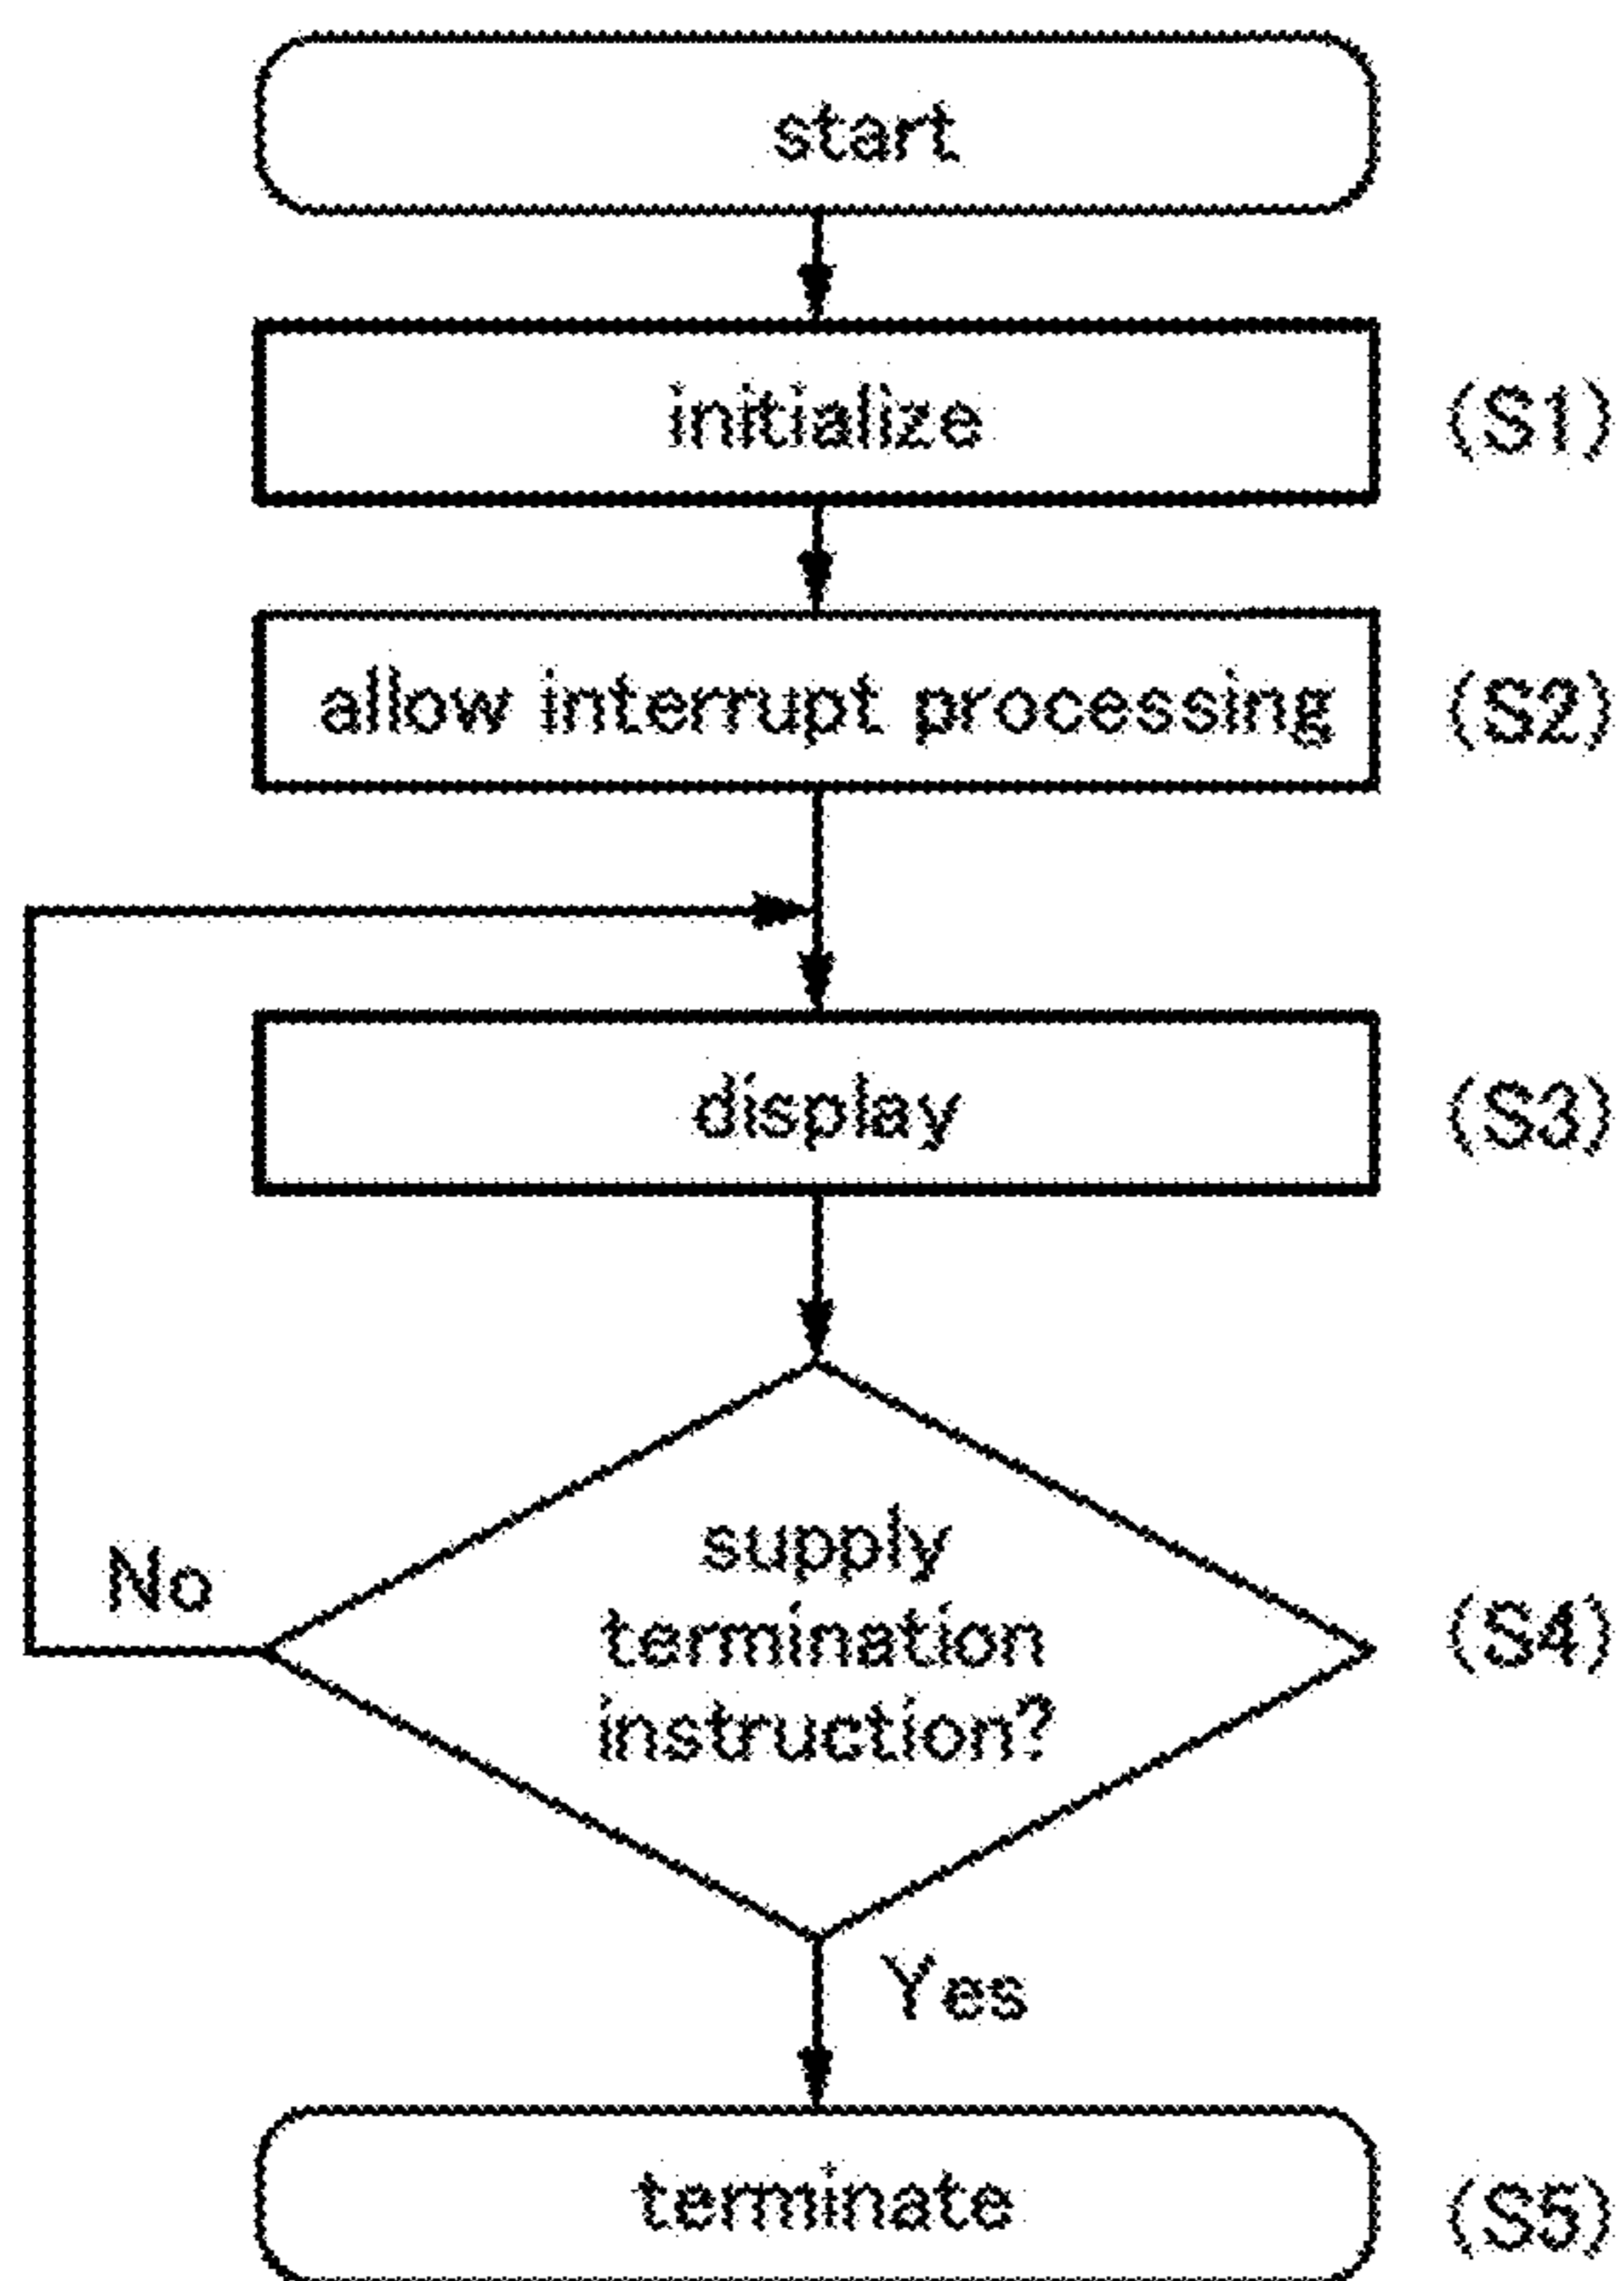 start
initialize
(S1)
allow interrupt processing
(S2)
display
(S3)
supply
termination
instruction?
(S4)
No
Yes
terminate
(S5)